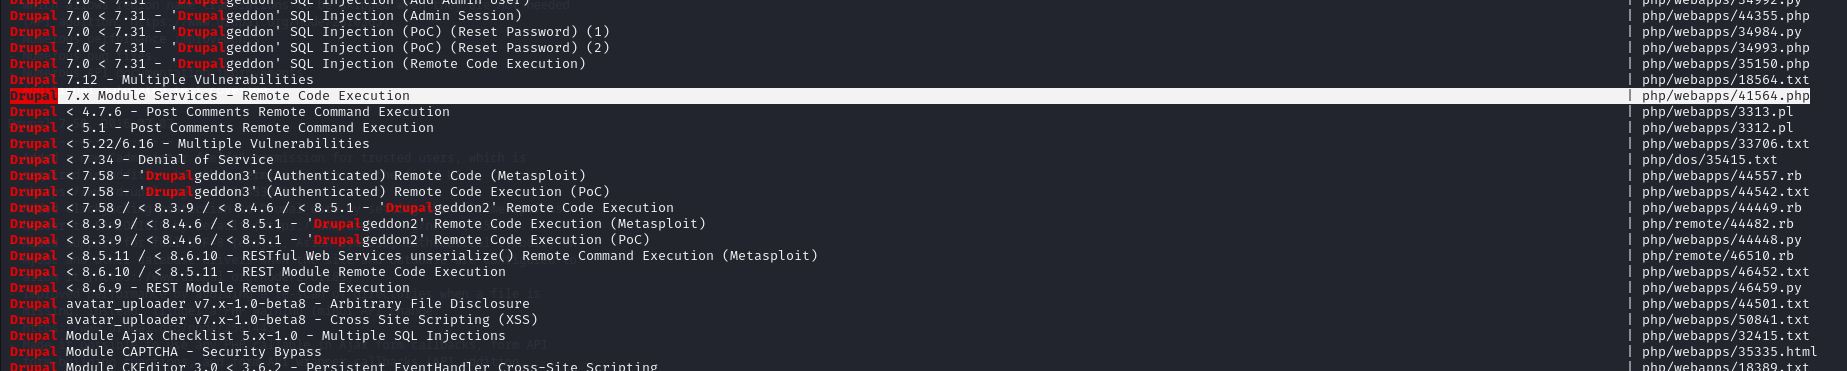 Drupal 7.0 < 7.31 - 'Drupalgeddon' SQL Injection (Add Admin User) | php/webapps/34992.py
Drupal 7.0 < 7.31 - 'Drupalgeddon' SQL Injection (Admin Session) | php/webapps/44355.php
Drupal 7.0 < 7.31 - 'Drupalgeddon' SQL Injection (PoC) (Reset Password) (1) | php/webapps/34984.py
Drupal 7.0 < 7.31 - 'Drupalgeddon' SQL Injection (PoC) (Reset Password) (2) | php/webapps/34993.php
Drupal 7.0 < 7.31 - 'Drupalgeddon' SQL Injection (Remote Code Execution) | php/webapps/35150.php
Drupal 7.12 - Multiple Vulnerabilities | php/webapps/18564.txt
Drupal 7.x Module Services - Remote Code Execution | php/webapps/41564.php
Drupal < 4.7.6 - Post Comments Remote Command Execution | php/webapps/3313.pl
Drupal < 5.1 - Post Comments Remote Command Execution | php/webapps/3312.pl
Drupal < 5.22/6.16 - Multiple Vulnerabilities | php/webapps/33706.txt
Drupal < 7.34 - Denial of Service | php/dos/35415.txt
Drupal < 7.58 - 'Drupalgeddon3' (Authenticated) Remote Code (Metasploit) | php/webapps/44557.rb
Drupal < 7.58 - 'Drupalgeddon3' (Authenticated) Remote Code Execution (PoC) | php/webapps/44542.txt
Drupal < 7.58 / < 8.3.9 / < 8.4.6 / < 8.5.1 - 'Drupalgeddon2' Remote Code Execution | php/webapps/44449.rb
Drupal < 8.3.9 / < 8.4.6 / < 8.5.1 - 'Drupalgeddon2' Remote Code Execution (Metasploit) | php/remote/44482.rb
Drupal < 8.3.9 / < 8.4.6 / < 8.5.1 - 'Drupalgeddon2' Remote Code Execution (PoC) | php/webapps/44448.py
Drupal < 8.5.11 / < 8.6.10 - RESTful Web Services unserialize() Remote Command Execution (Metasploit) | php/remote/46510.rb
Drupal < 8.6.10 / < 8.5.11 - REST Module Remote Code Execution | php/webapps/46452.txt
Drupal < 8.6.9 - REST Module Remote Code Execution | php/webapps/46459.py
Drupal avatar_uploader v7.x-1.0-beta8 - Arbitrary File Disclosure | php/webapps/44501.txt
Drupal avatar_uploader v7.x-1.0-beta8 - Cross Site Scripting (XSS) | php/webapps/50841.txt
Drupal Module Ajax Checklist 5.x-1.0 - Multiple SQL Injections | php/webapps/32415.txt
Drupal Module CAPTCHA - Security Bypass | php/webapps/35335.html
Drupal Module CKEditor 3.0 < 3.6.2 - Persistent EventHandler Cross-Site Scripting | php/webapps/18389.txt